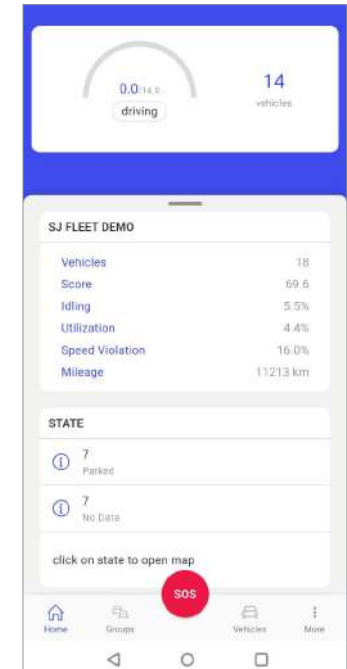 0.0/14.0
14
driving
vehicles
SJ FLEET DEMO
Vehicles 18
Score 69.6
Idling 5.5%
Utilization 4.4%
Speed Violation 16.0%
Mileage 11213 km
STATE
7
Parked
7
No Data
click on state to open map
SOS
Home Groups Vehicles More